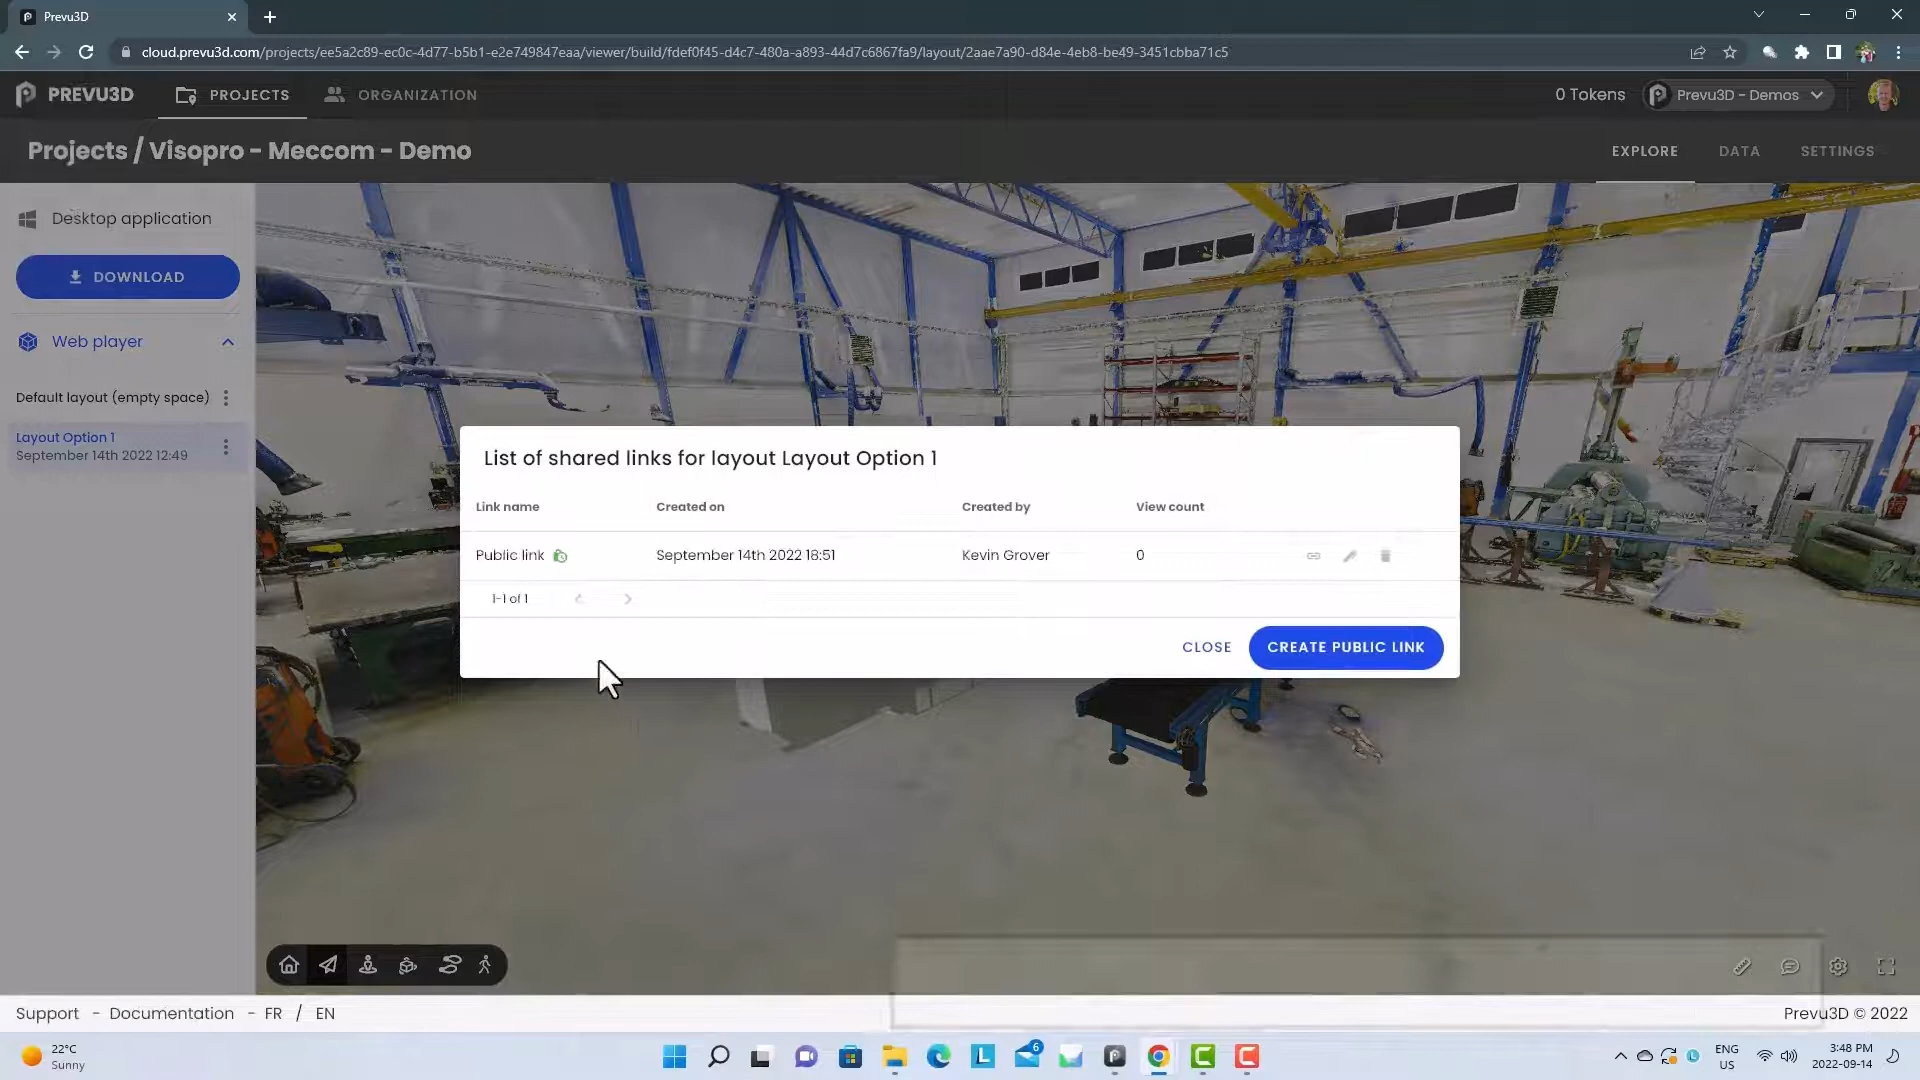 Prevu3D
cloud.prevu3d.com/projects/ee5a2c89-ec0c-4d77-b5b1-e2e749847eaa/viewer/build/fdef0f45-d4c7-480a-a893-44d7c6867fa9/layout/2aae7a90-d84e-4eb8-be49-3451cbba71c5
PREVU3D PROJECTS ORGANIZATION 0 Tokens Prevu3D - Demos
Projects / Visopro - Meccom - Demo EXPLORE DATA SETTINGS
Desktop application
DOWNLOAD
Web player
Default layout (empty space)
Layout Option 1
September 14th 2022 12:49
List of shared links for layout Layout Option 1
Link name Created on Created by View count
Public link September 14th 2022 18:51 Kevin Grover 0
1-1 of 1
CLOSE CREATE PUBLIC LINK
Support - Documentation - FR / EN Prevu3D © 2022
22°C
Sunny
6
L
ENG
US
3:48 PM
2022-09-14